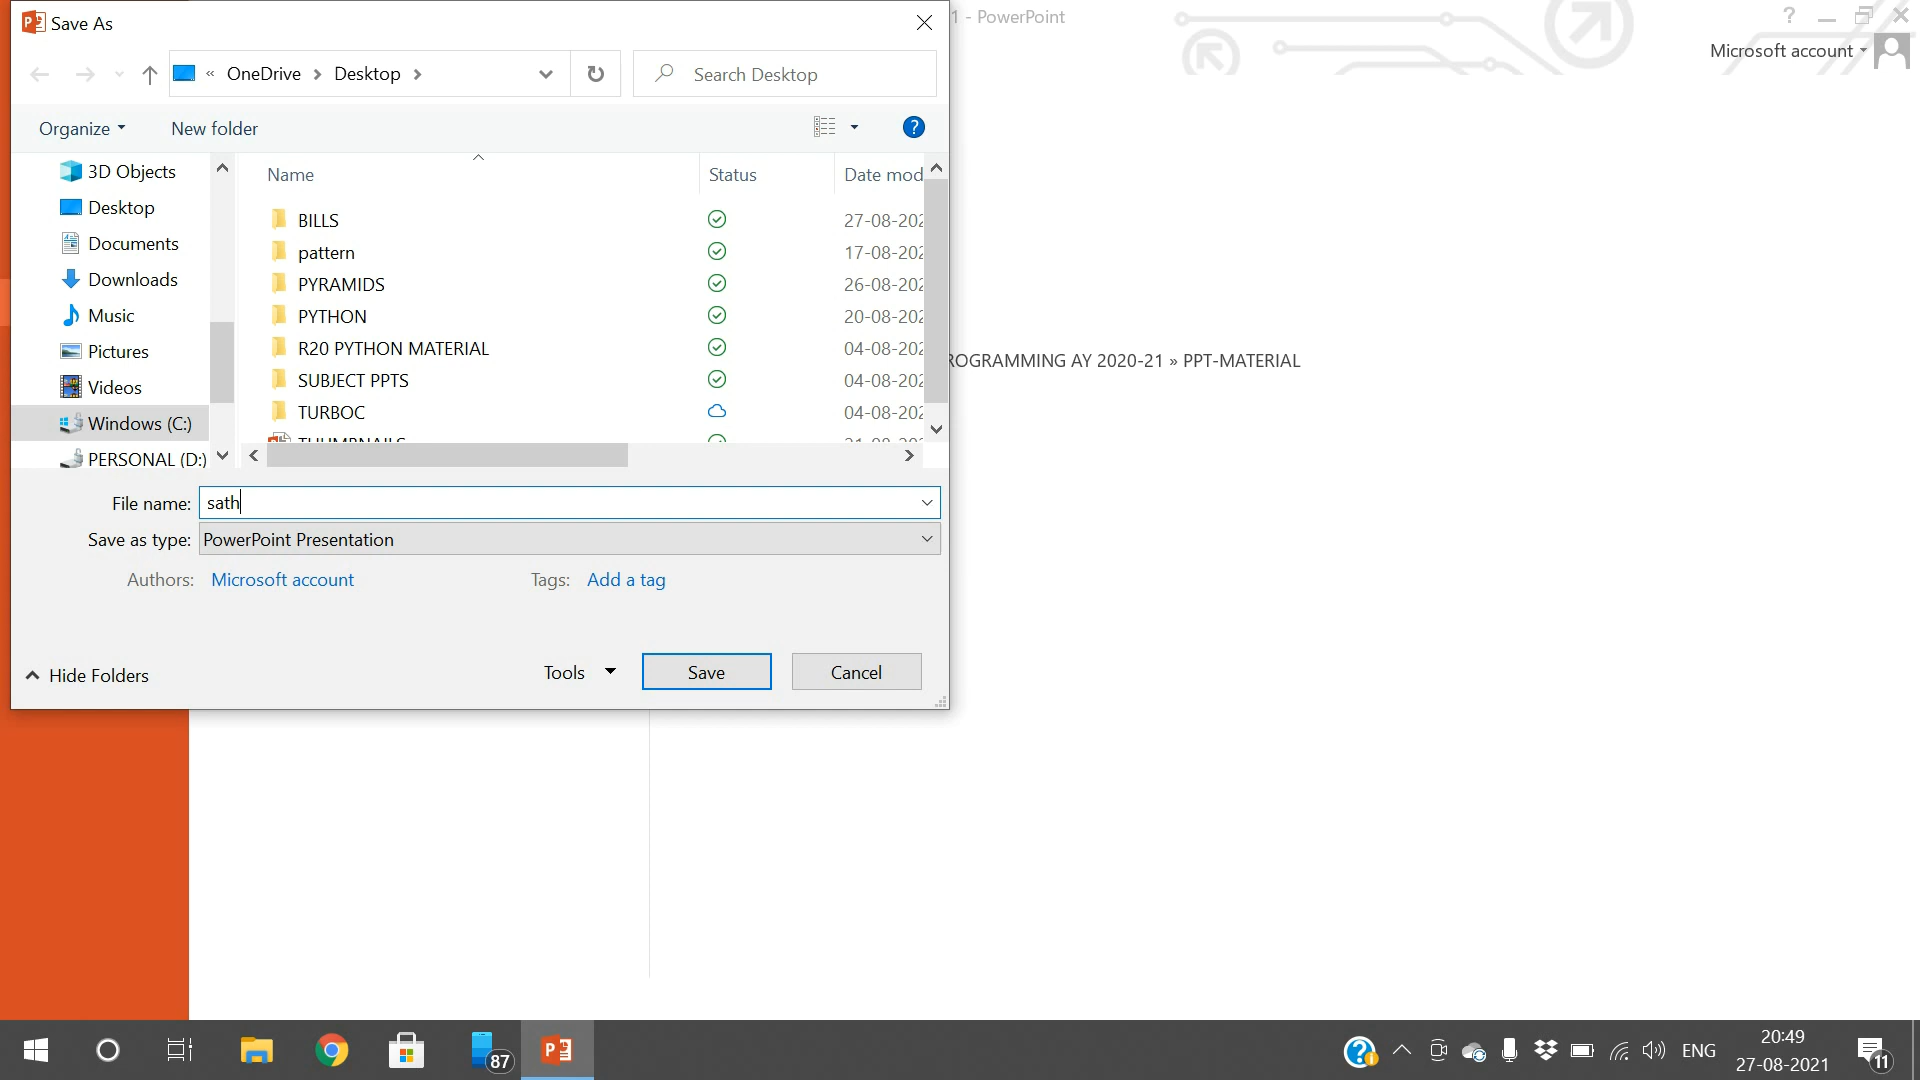 Save As
1 - PowerPoint
?
Microsoft account
« OneDrive > Desktop >
Search Desktop
Organize
New folder
?
3D Objects
Desktop
Documents
Downloads
Music
Pictures
Videos
Windows (C:)
PERSONAL (D:)
Name Status Date mod
BILLS 27-08-202
pattern 17-08-202
PYRAMIDS 26-08-202
PYTHON 20-08-202
R20 PYTHON MATERIAL 04-08-202
SUBJECT PPTS 04-08-202
TURBOC 04-08-202
THUMBNAILS 31-08-202
ROGRAMMING AY 2020-21 » PPT-MATERIAL
File name: sath
Save as type: PowerPoint Presentation
Authors: Microsoft account Tags: Add a tag
Hide Folders
Tools
Save
Cancel
87
P
ENG
20:49
27-08-2021
11